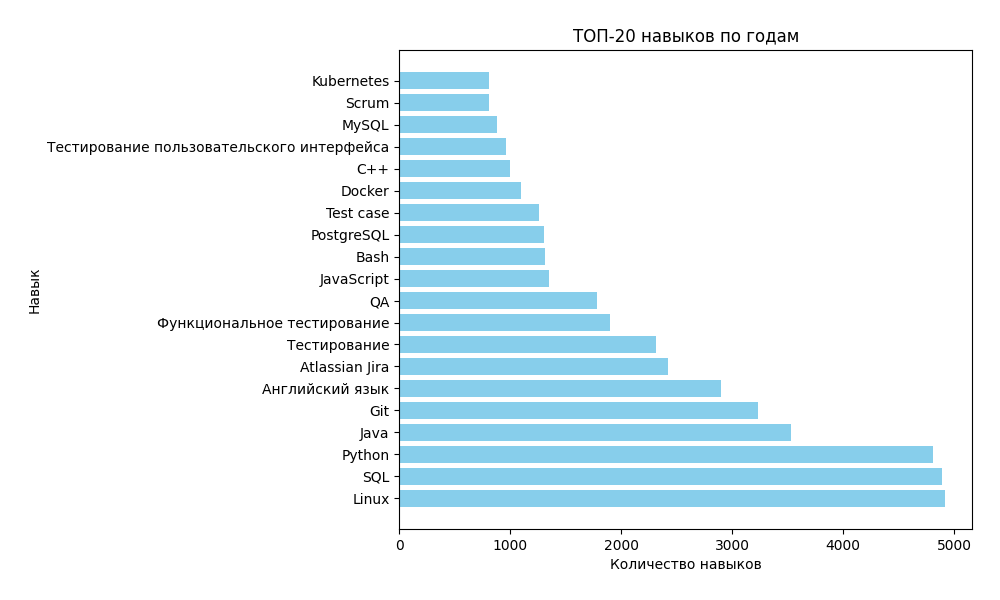 ТОП-20 навыков по годам
Kubernetes
Scrum
MySQL
Тестирование пользовательского интерфейса
C++
Docker
Test case
PostgreSQL
Bash
JavaScript
QA
Функциональное тестирование
Тестирование
Atlassian Jira
Английский язык
Git
Java
Python
SQL
Linux
Навык
0 1000 2000 3000 4000 5000
Количество навыков